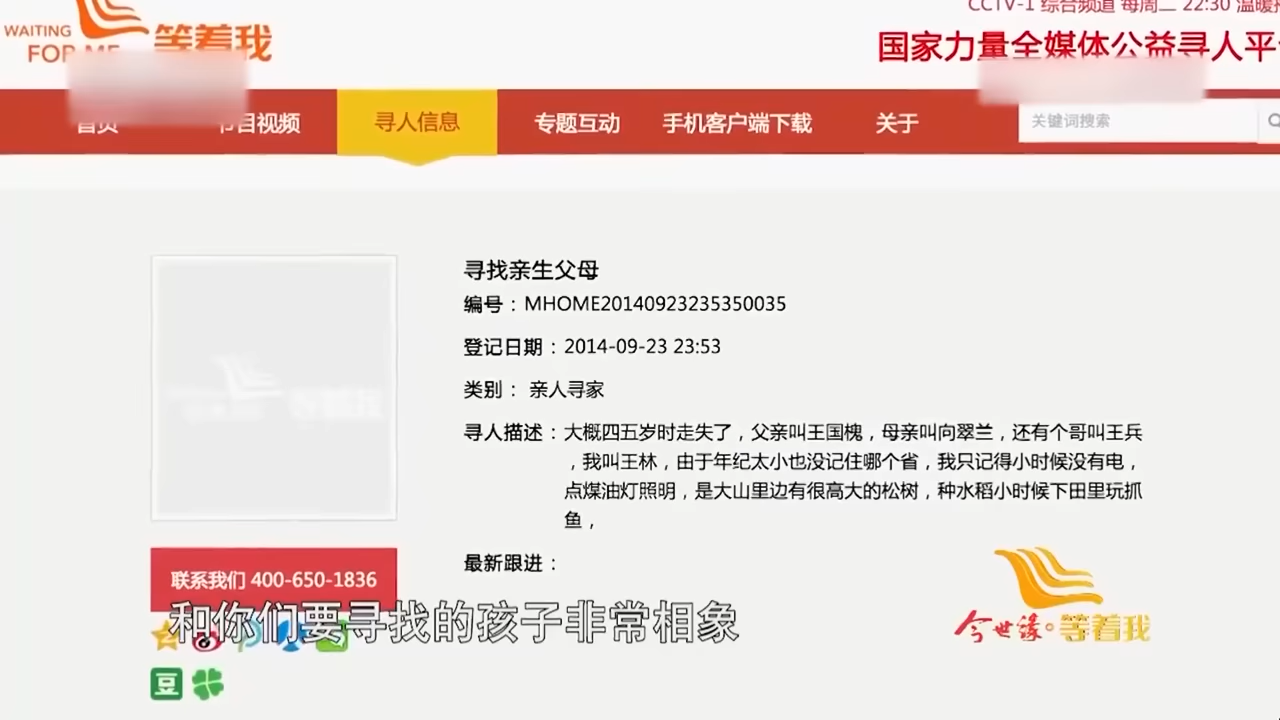 CCTV-1 综合频道 每周二 22:30 温暖
WAITING
FOR ME
等着我
国家力量全媒体公益寻人平
首页 节目视频 寻人信息 专题互动 手机客户端下载 关于 关键词搜索
寻找亲生父母
编号：MHOME20140923235350035
登记日期：2014-09-23 23:53
类别： 亲人寻家
寻人描述：大概四五岁时走失了，父亲叫王国槐，母亲叫向翠兰，还有个哥叫王兵
，我叫王林，由于年纪太小也没记住哪个省，我只记得小时候没有电，
点煤油灯照明，是大山里边有很高大的松树，种水稻小时候下田里玩抓
鱼，
最新跟进：
等着我
联系我们 400-650-1836
和你们要寻找的孩子非常相象
今世缘·等着我
豆